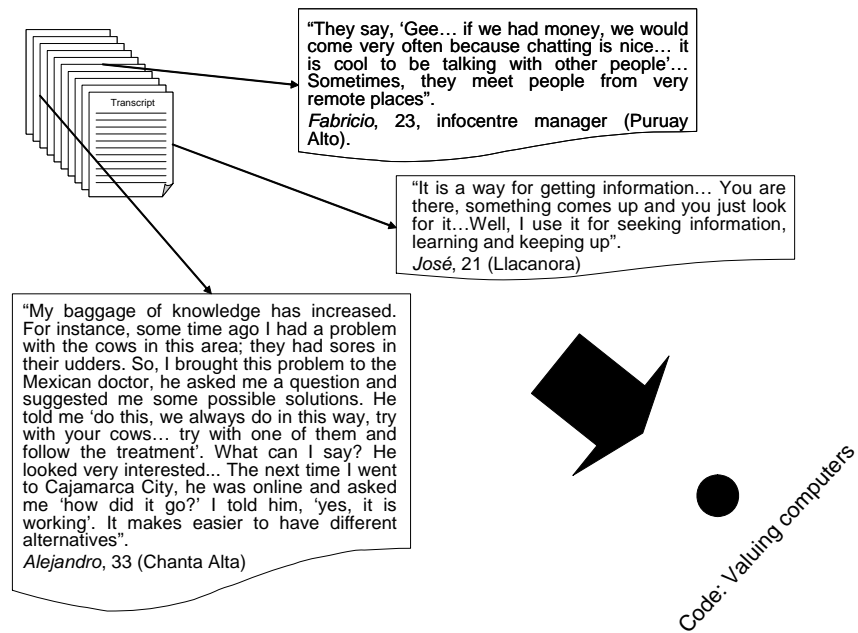 Transcript
“They say, ‘Gee… if we had money, we would
come very often because chatting is nice… it
is cool to be talking with other people’…
Sometimes, they meet people from very
remote places”.
Fabricio, 23, infocentre manager (Puruay
Alto).
“It is a way for getting information… You are
there, something comes up and you just look
for it…Well, I use it for seeking information,
learning and keeping up”.
José, 21 (Llacanora)
“My baggage of knowledge has increased.
For instance, some time ago I had a problem
with the cows in this area; they had sores in
their udders. So, I brought this problem to the
Mexican doctor, he asked me a question and
suggested me some possible solutions. He
told me ‘do this, we always do in this way, try
with your cows… try with one of them and
follow the treatment’. What can I say? He
looked very interested... The next time I went
to Cajamarca City, he was online and asked
me ‘how did it go?’ I told him, ‘yes, it is
working’. It makes easier to have different
alternatives”.
Alejandro, 33 (Chanta Alta)
Code: Valuing computers